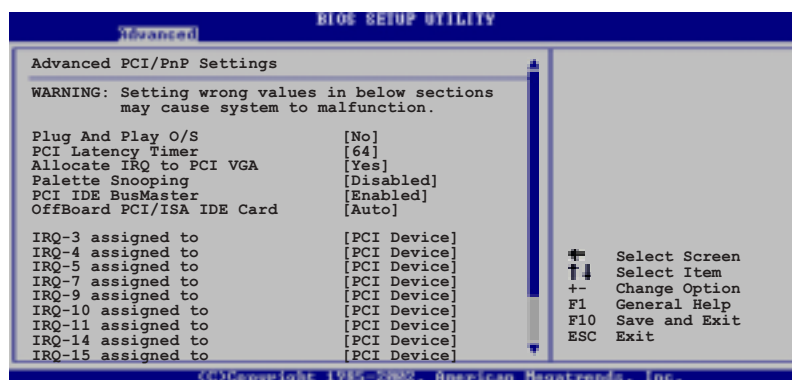 BIOS SETUP UTILITY
Advanced
Advanced PCI/PnP Settings
WARNING: Setting wrong values in below sections
may cause system to malfunction.
Plug And Play O/S [No]
PCI Latency Timer [64]
Allocate IRQ to PCI VGA [Yes]
Palette Snooping [Disabled]
PCI IDE BusMaster [Enabled]
OffBoard PCI/ISA IDE Card [Auto]
IRQ-3 assigned to [PCI Device]
IRQ-4 assigned to [PCI Device]
IRQ-5 assigned to [PCI Device]
IRQ-7 assigned to [PCI Device]
IRQ-9 assigned to [PCI Device]
IRQ-10 assigned to [PCI Device]
IRQ-11 assigned to [PCI Device]
IRQ-14 assigned to [PCI Device]
IRQ-15 assigned to [PCI Device]
Select Screen
Select Item
+- Change Option
F1 General Help
F10 Save and Exit
ESC Exit
(C)Copyright 1985-2002, American Megatrends, Inc.